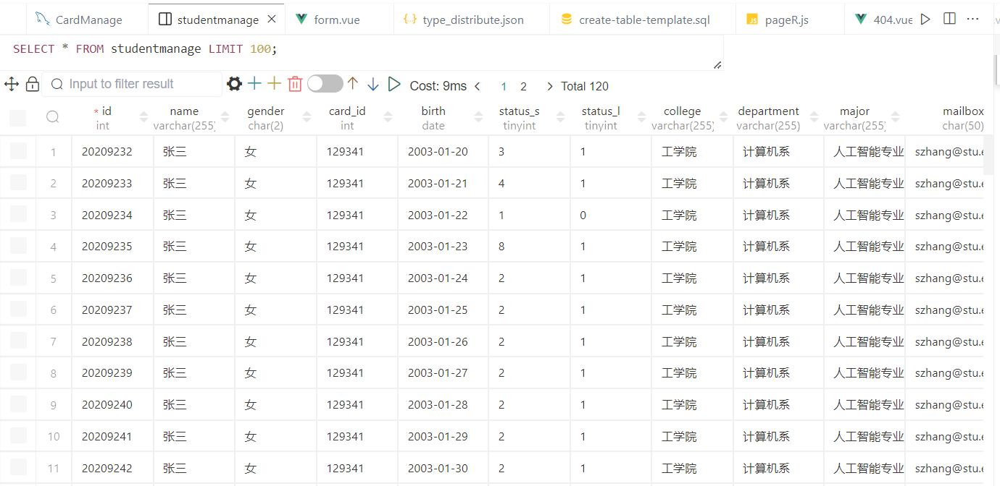 CardManage studentmanage form.vue type_distribute.json create-table-template.sql pageR.js 404.vue
SELECT * FROM studentmanage LIMIT 100;
Input to filter result Cost: 9ms 1 2 Total 120
* id name gender card_id birth status_s status_l college department major mailbox
int varchar(255) char(2) int date tinyint tinyint varchar(255) varchar(255) varchar(255) char(50)
1 20209232 张三 女 129341 2003-01-20 3 1 工学院 计算机系 人工智能专业 szhang@stu.e
2 20209233 张三 女 129341 2003-01-21 4 1 工学院 计算机系 人工智能专业 szhang@stu.e
3 20209234 张三 女 129341 2003-01-22 1 0 工学院 计算机系 人工智能专业 szhang@stu.e
4 20209235 张三 女 129341 2003-01-23 8 1 工学院 计算机系 人工智能专业 szhang@stu.e
5 20209236 张三 女 129341 2003-01-24 2 1 工学院 计算机系 人工智能专业 szhang@stu.e
6 20209237 张三 女 129341 2003-01-25 2 1 工学院 计算机系 人工智能专业 szhang@stu.e
7 20209238 张三 女 129341 2003-01-26 2 1 工学院 计算机系 人工智能专业 szhang@stu.e
8 20209239 张三 女 129341 2003-01-27 2 1 工学院 计算机系 人工智能专业 szhang@stu.e
9 20209240 张三 女 129341 2003-01-28 2 1 工学院 计算机系 人工智能专业 szhang@stu.e
10 20209241 张三 女 129341 2003-01-29 2 1 工学院 计算机系 人工智能专业 szhang@stu.e
11 20209242 张三 女 129341 2003-01-30 2 1 工学院 计算机系 人工智能专业 szhang@stu.e